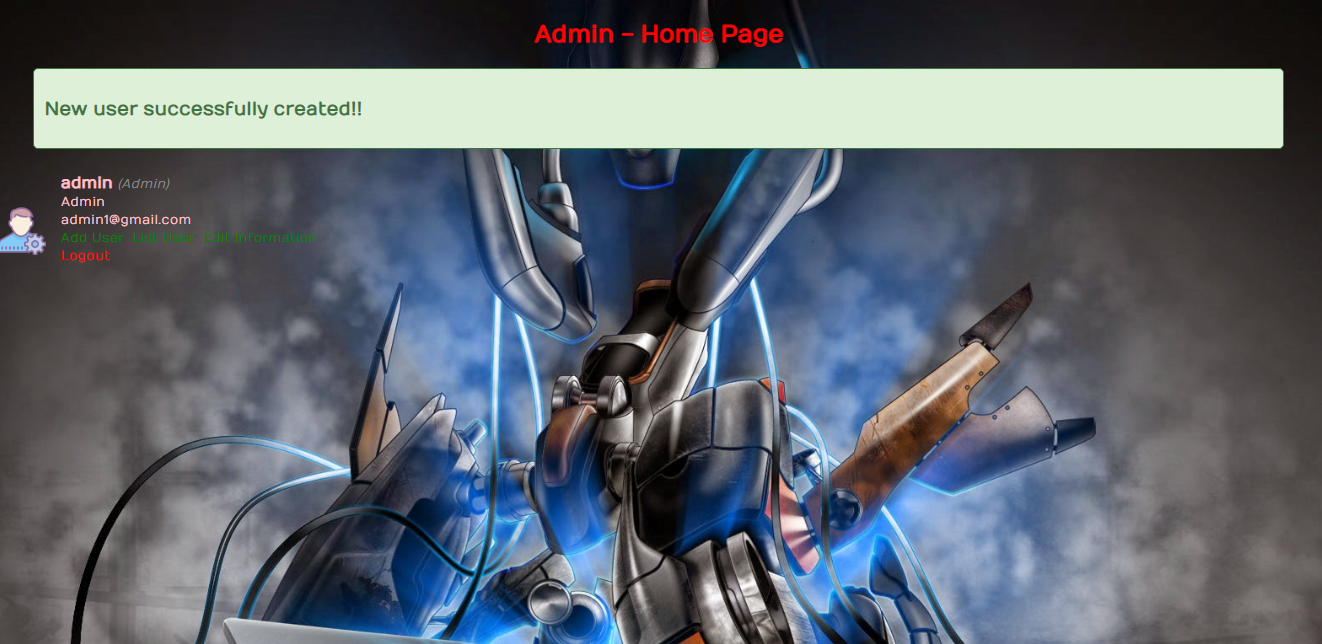 Admin - Home Page
New user successfully created!!
admin (Admin)
Admin
admin1@gmail.com
Add User List User Edit Information
Logout